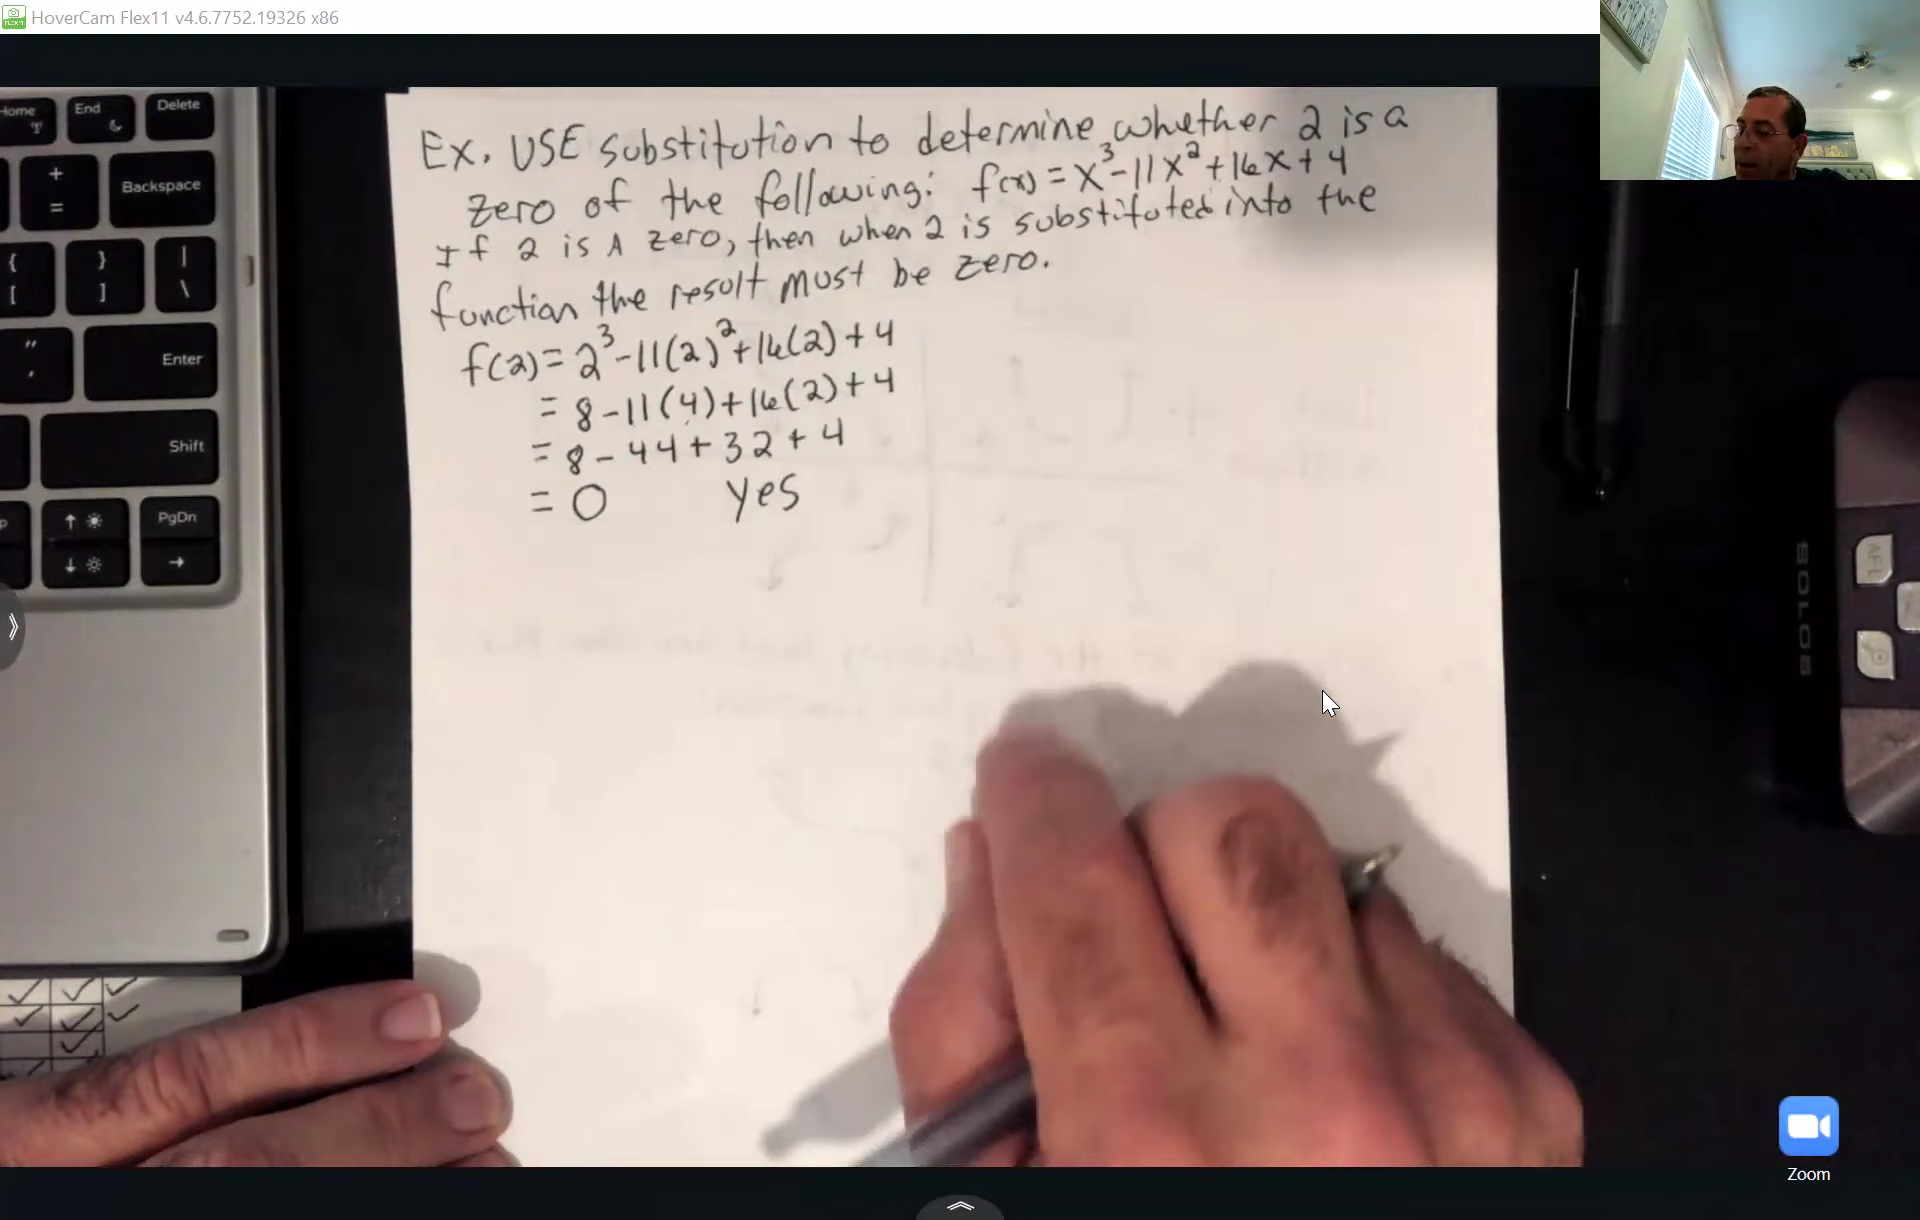 HoverCam Flex11 v4.6.7752.19326 x86
Ex. USE substitution to determine whether 2 is a
zero of the following: f(x) = x³ - 11x² + 16x + 4
If 2 is A zero, then when 2 is substituted into the
function the result must be zero.
f(2) = 2³ - 11(2)² + 16(2) + 4
= 8 - 11(4) + 16(2) + 4
= 8 - 44 + 32 + 4
= 0 yes
Home End Delete
+ =
Backspace
{ [ } ] | \
" '
Enter
Shift
PgDn
SOLO8
AF
Zoom